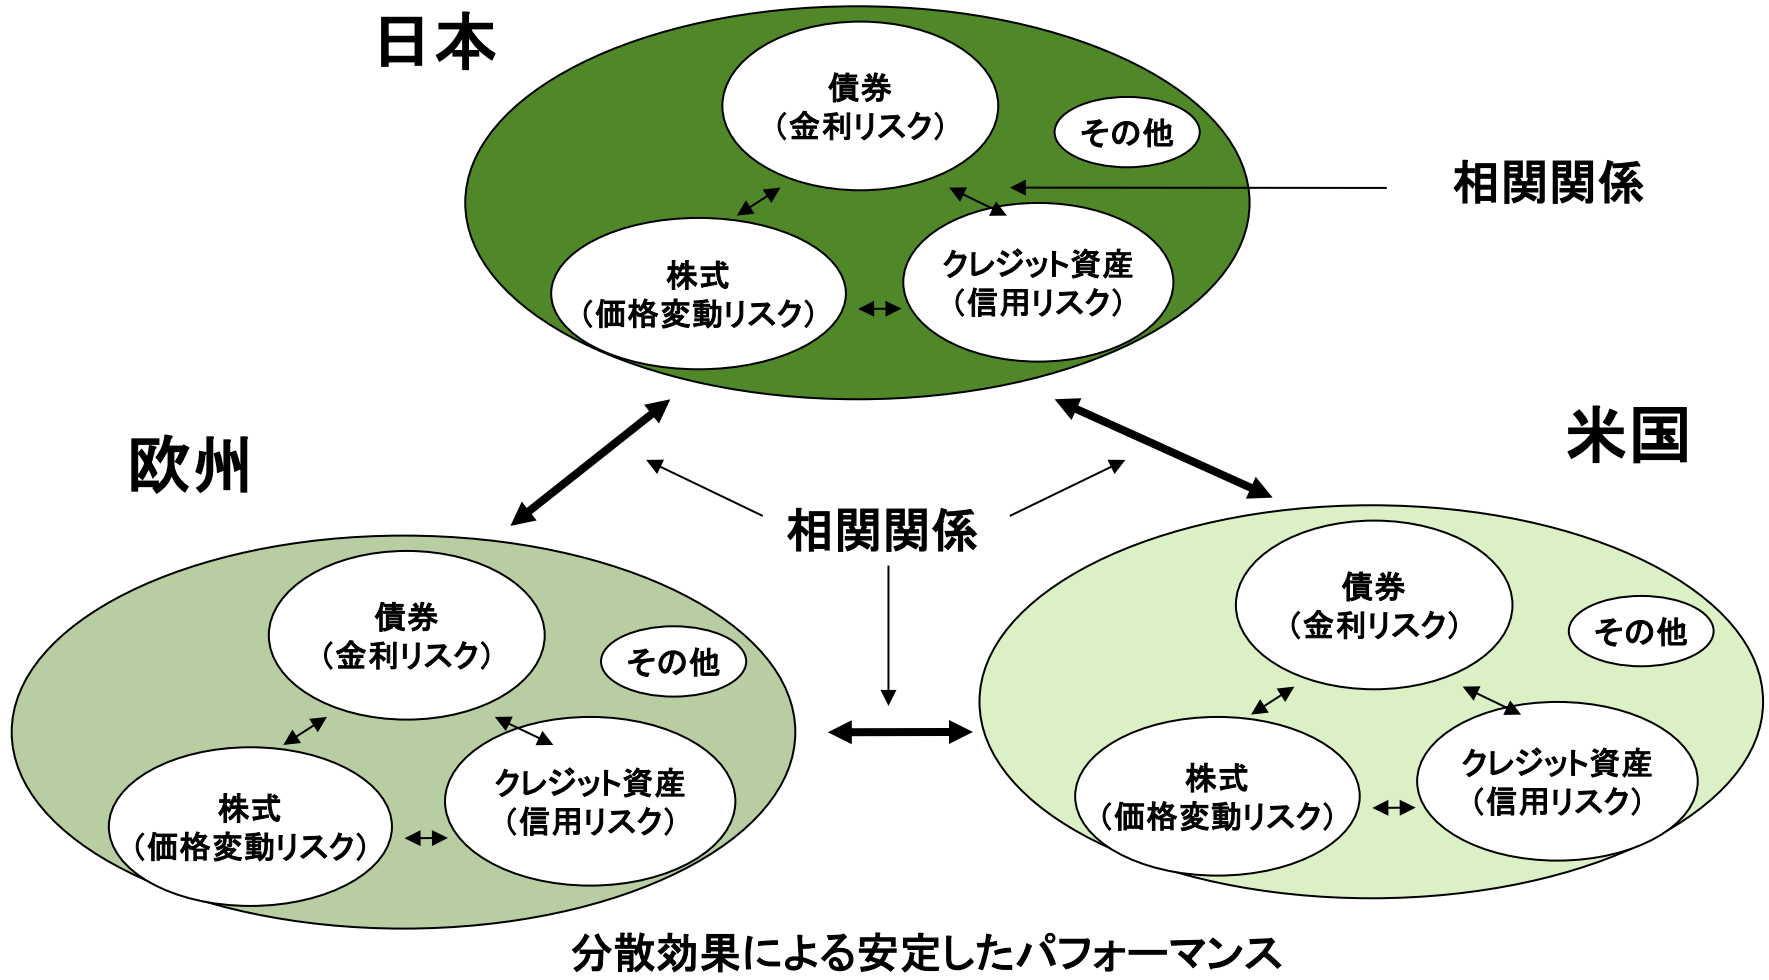 日本
債券
（金利リスク）
その他
相関関係
株式
（価格変動リスク）
クレジット資産
（信用リスク）
欧州
米国
相関関係
債券
（金利リスク）
その他
株式
（価格変動リスク）
クレジット資産
（信用リスク）
債券
（金利リスク）
その他
株式
（価格変動リスク）
クレジット資産
（信用リスク）
分散効果による安定したパフォーマンス